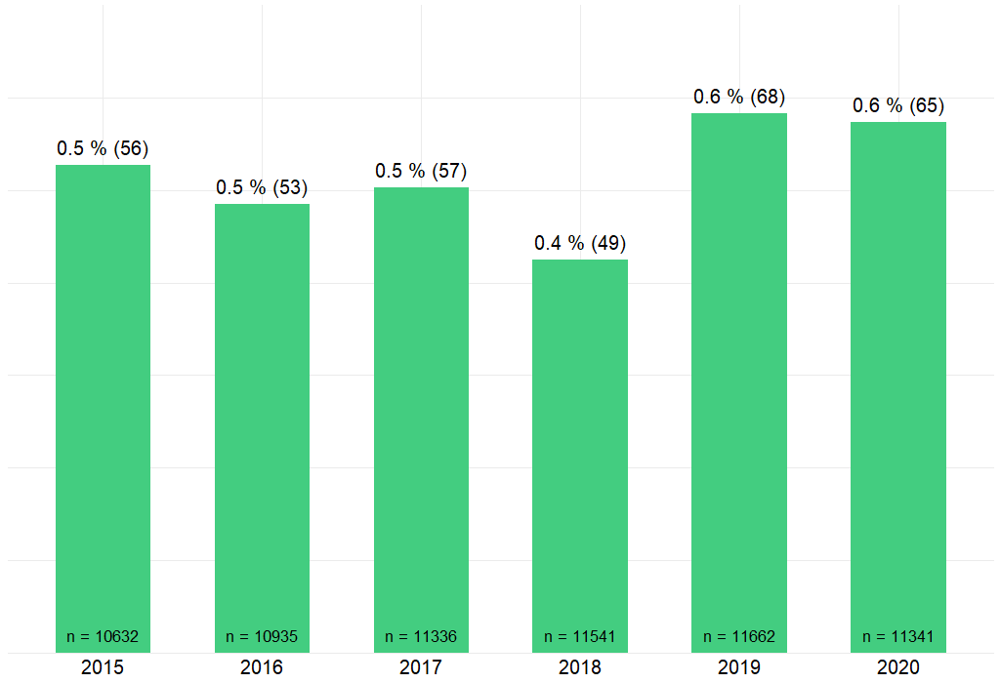 0.6 % (68)
0.6 % (65)
0.5 % (56)
0.5 % (57)
0.5 % (53)
0.4 % (49)
n = 10632
n = 10935
n = 11336
n = 11541
n = 11662
n = 11341
2015
2016
2017
2018
2019
2020